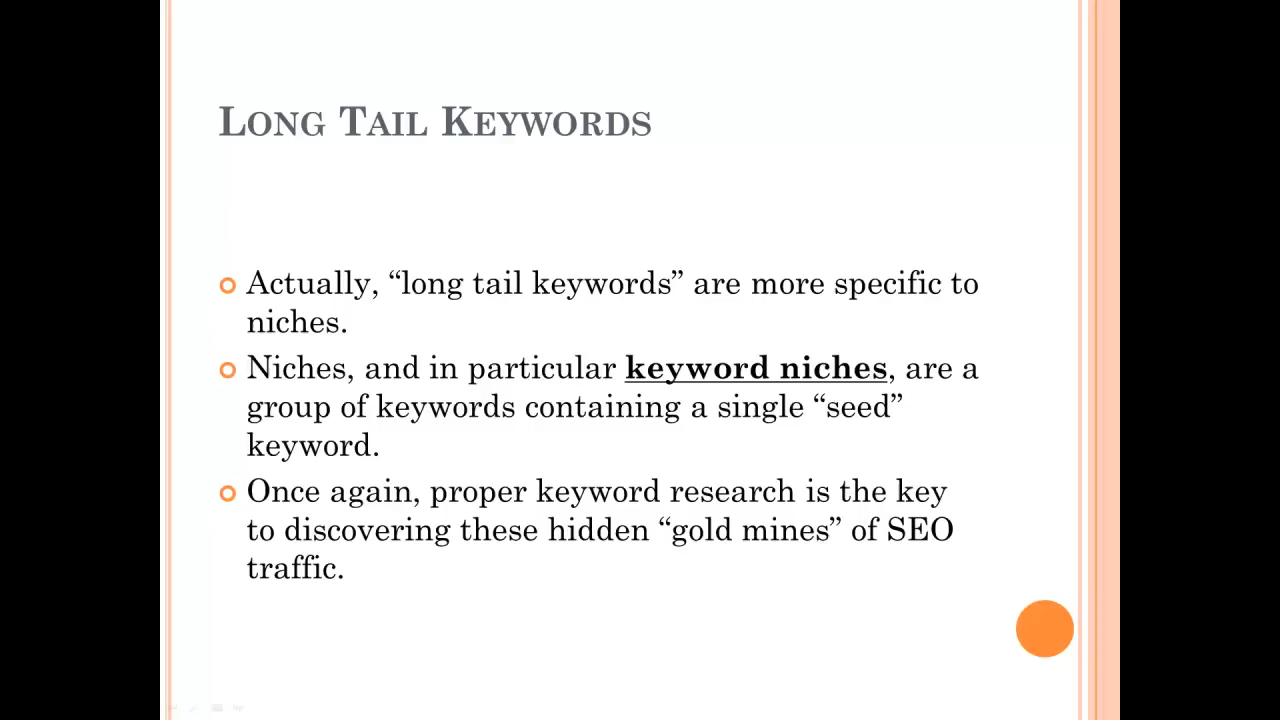 Long Tail Keywords
Actually, “long tail keywords” are more specific to
niches.
Niches, and in particular keyword niches, are a
group of keywords containing a single “seed”
keyword.
Once again, proper keyword research is the key
to discovering these hidden “gold mines” of SEO
traffic.